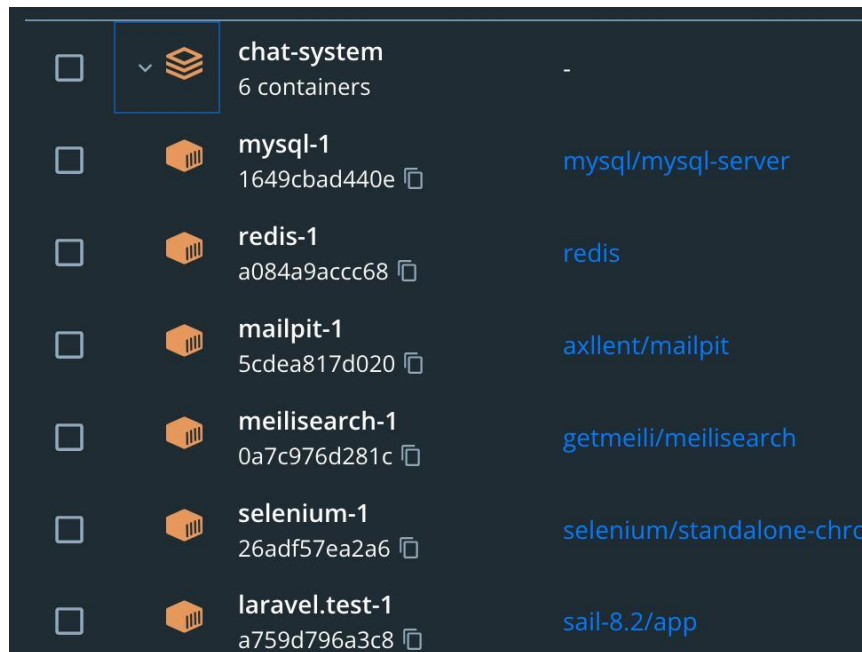 chat-system
6 containers
-
mysql-1
1649cbad440e
mysql/mysql-server
redis-1
a084a9accc68
redis
mailpit-1
5cdea817d020
axllent/mailpit
meilisearch-1
0a7c976d281c
getmeili/meilisearch
selenium-1
26adf57ea2a6
selenium/standalone-chro
laravel.test-1
a759d796a3c8
sail-8.2/app